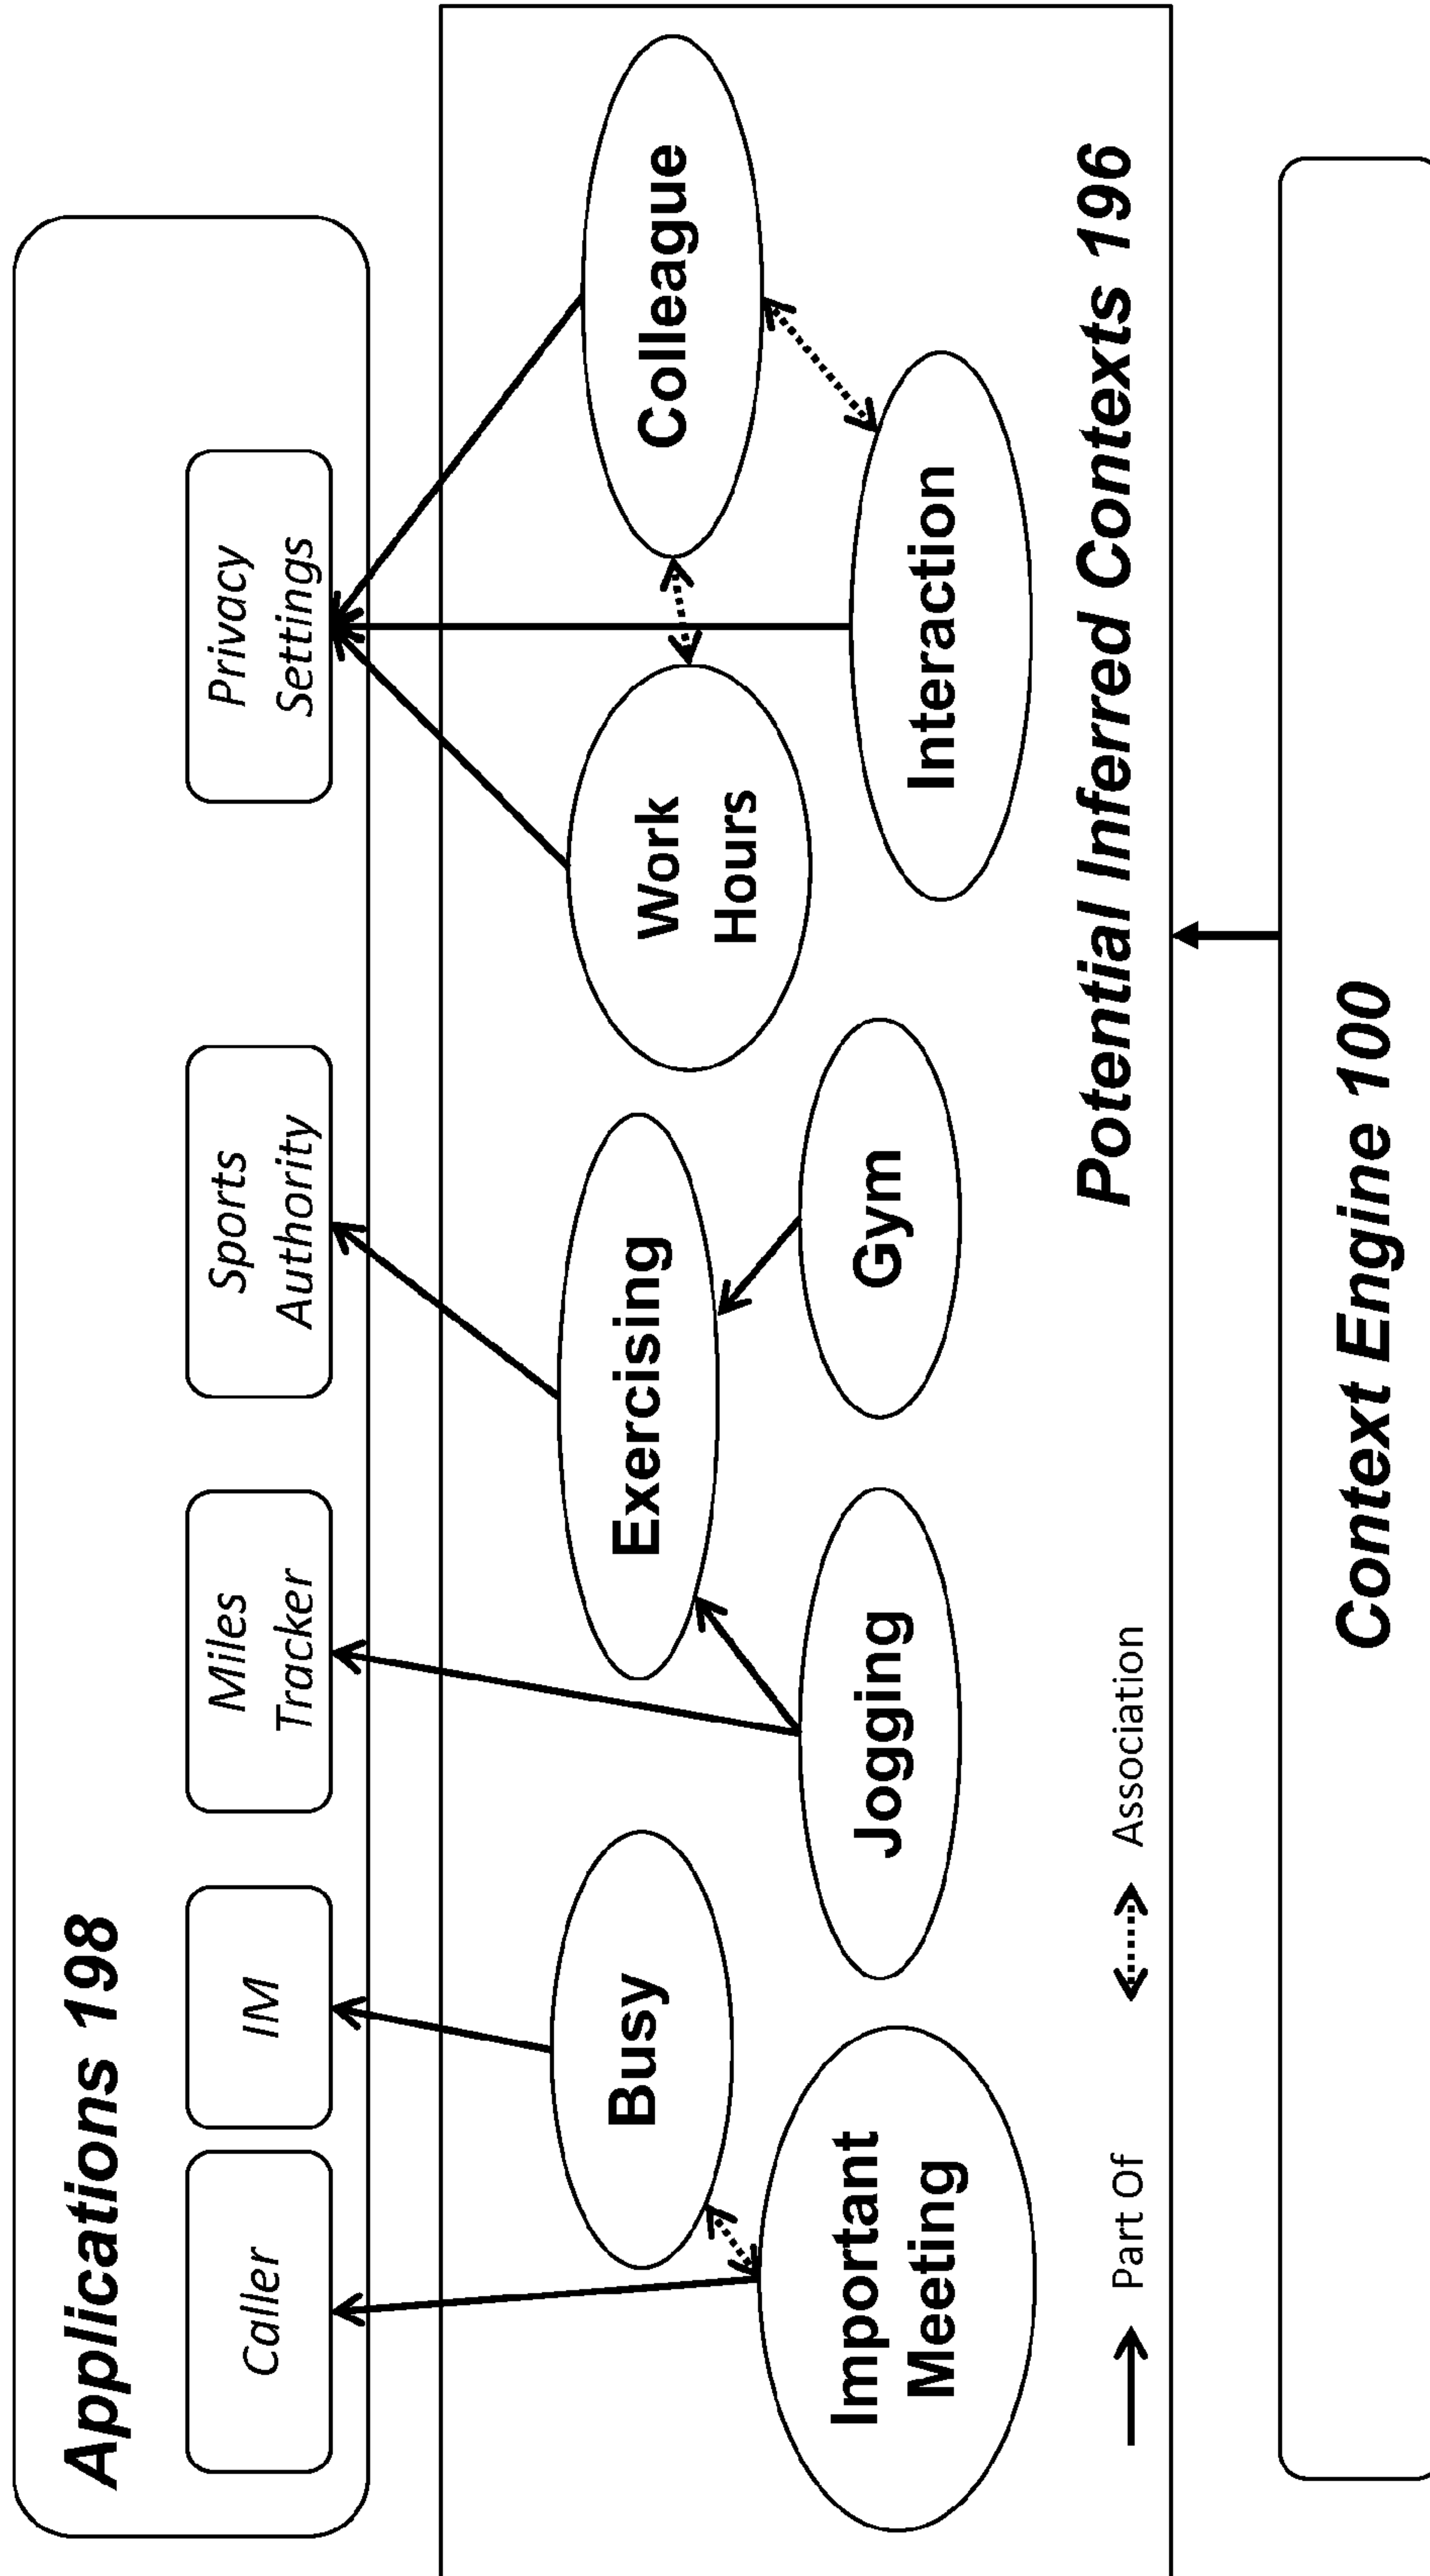 Applications 198
Caller
IM
Miles
Tracker
Sports
Authority
Privacy
Settings
Busy
Exercising
Work
Hours
Colleague
Important
Meeting
Jogging
Gym
Interaction
Part Of
Association
Potential Inferred Contexts 196
Context Engine 100